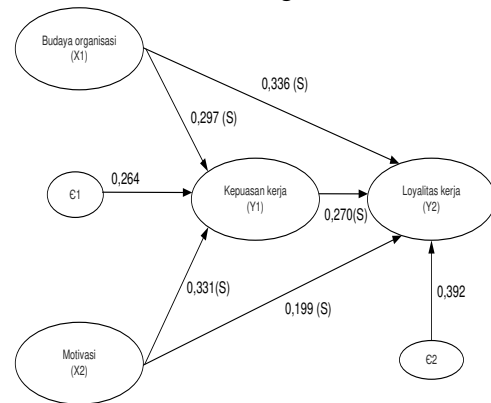 Budaya organisasi
(X1)
0,336 (S)
0,297 (S)
Є1
0,264
Kepuasan kerja
(Y1)
0,270(S)
Loyalitas kerja
(Y2)
0,331(S)
0,199 (S)
0,392
Motivasi
(X2)
Є2